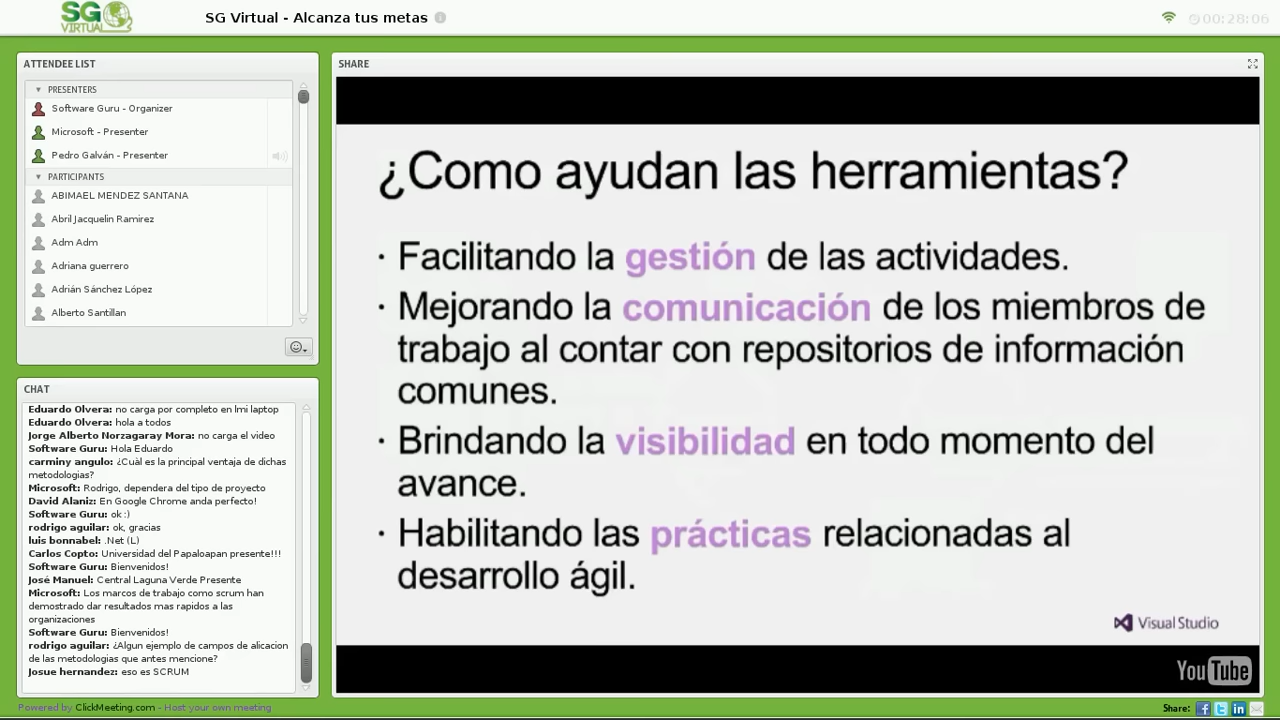 SG
VIRTUAL
SG Virtual - Alcanza tus metas
00:28:06
ATTENDEE LIST
PRESENTERS
Software Guru - Organizer
Microsoft - Presenter
Pedro Galván - Presenter
PARTICIPANTS
ABIMAEL MENDEZ SANTANA
Abril Jacquelin Ramirez
Adm Adm
Adriana guerrero
Adrián Sánchez López
Alberto Santillan
CHAT
Eduardo Olvera: no carga por completo en lmi laptop
Eduardo Olvera: hola a todos
Jorge Alberto Norzagaray Mora: no carga el video
Software Guru: Hola Eduardo
carminy angulo: ¿Cuàl es la principal ventaja de dichas
metodologias?
Microsoft: Rodrigo, dependera del tipo de proyecto
David Alaniz: En Google Chrome anda perfecto!
Software Guru: ok :)
rodrigo aguilar: ok, gracias
luis bonnabel: .Net (L)
Carlos Copto: Universidad del Papaloapan presente!!!
Software Guru: Bienvenidos!
José Manuel: Central Laguna Verde Presente
Microsoft: Los marcos de trabajo como scrum han
demostrado dar resultados mas rapidos a las
organizaciones
Software Guru: Bienvenidos!
rodrigo aguilar: ¿Algun ejemplo de campos de alicacion
de las metodologias que antes mencione?
Josue hernandez: eso es SCRUM
SHARE
¿Como ayudan las herramientas?
· Facilitando la gestión de las actividades.
· Mejorando la comunicación de los miembros de
trabajo al contar con repositorios de información
comunes.
· Brindando la visibilidad en todo momento del
avance.
· Habilitando las prácticas relacionadas al
desarrollo ágil.
Visual Studio
YouTube
Powered by ClickMeeting.com - Host your own meeting
Share: